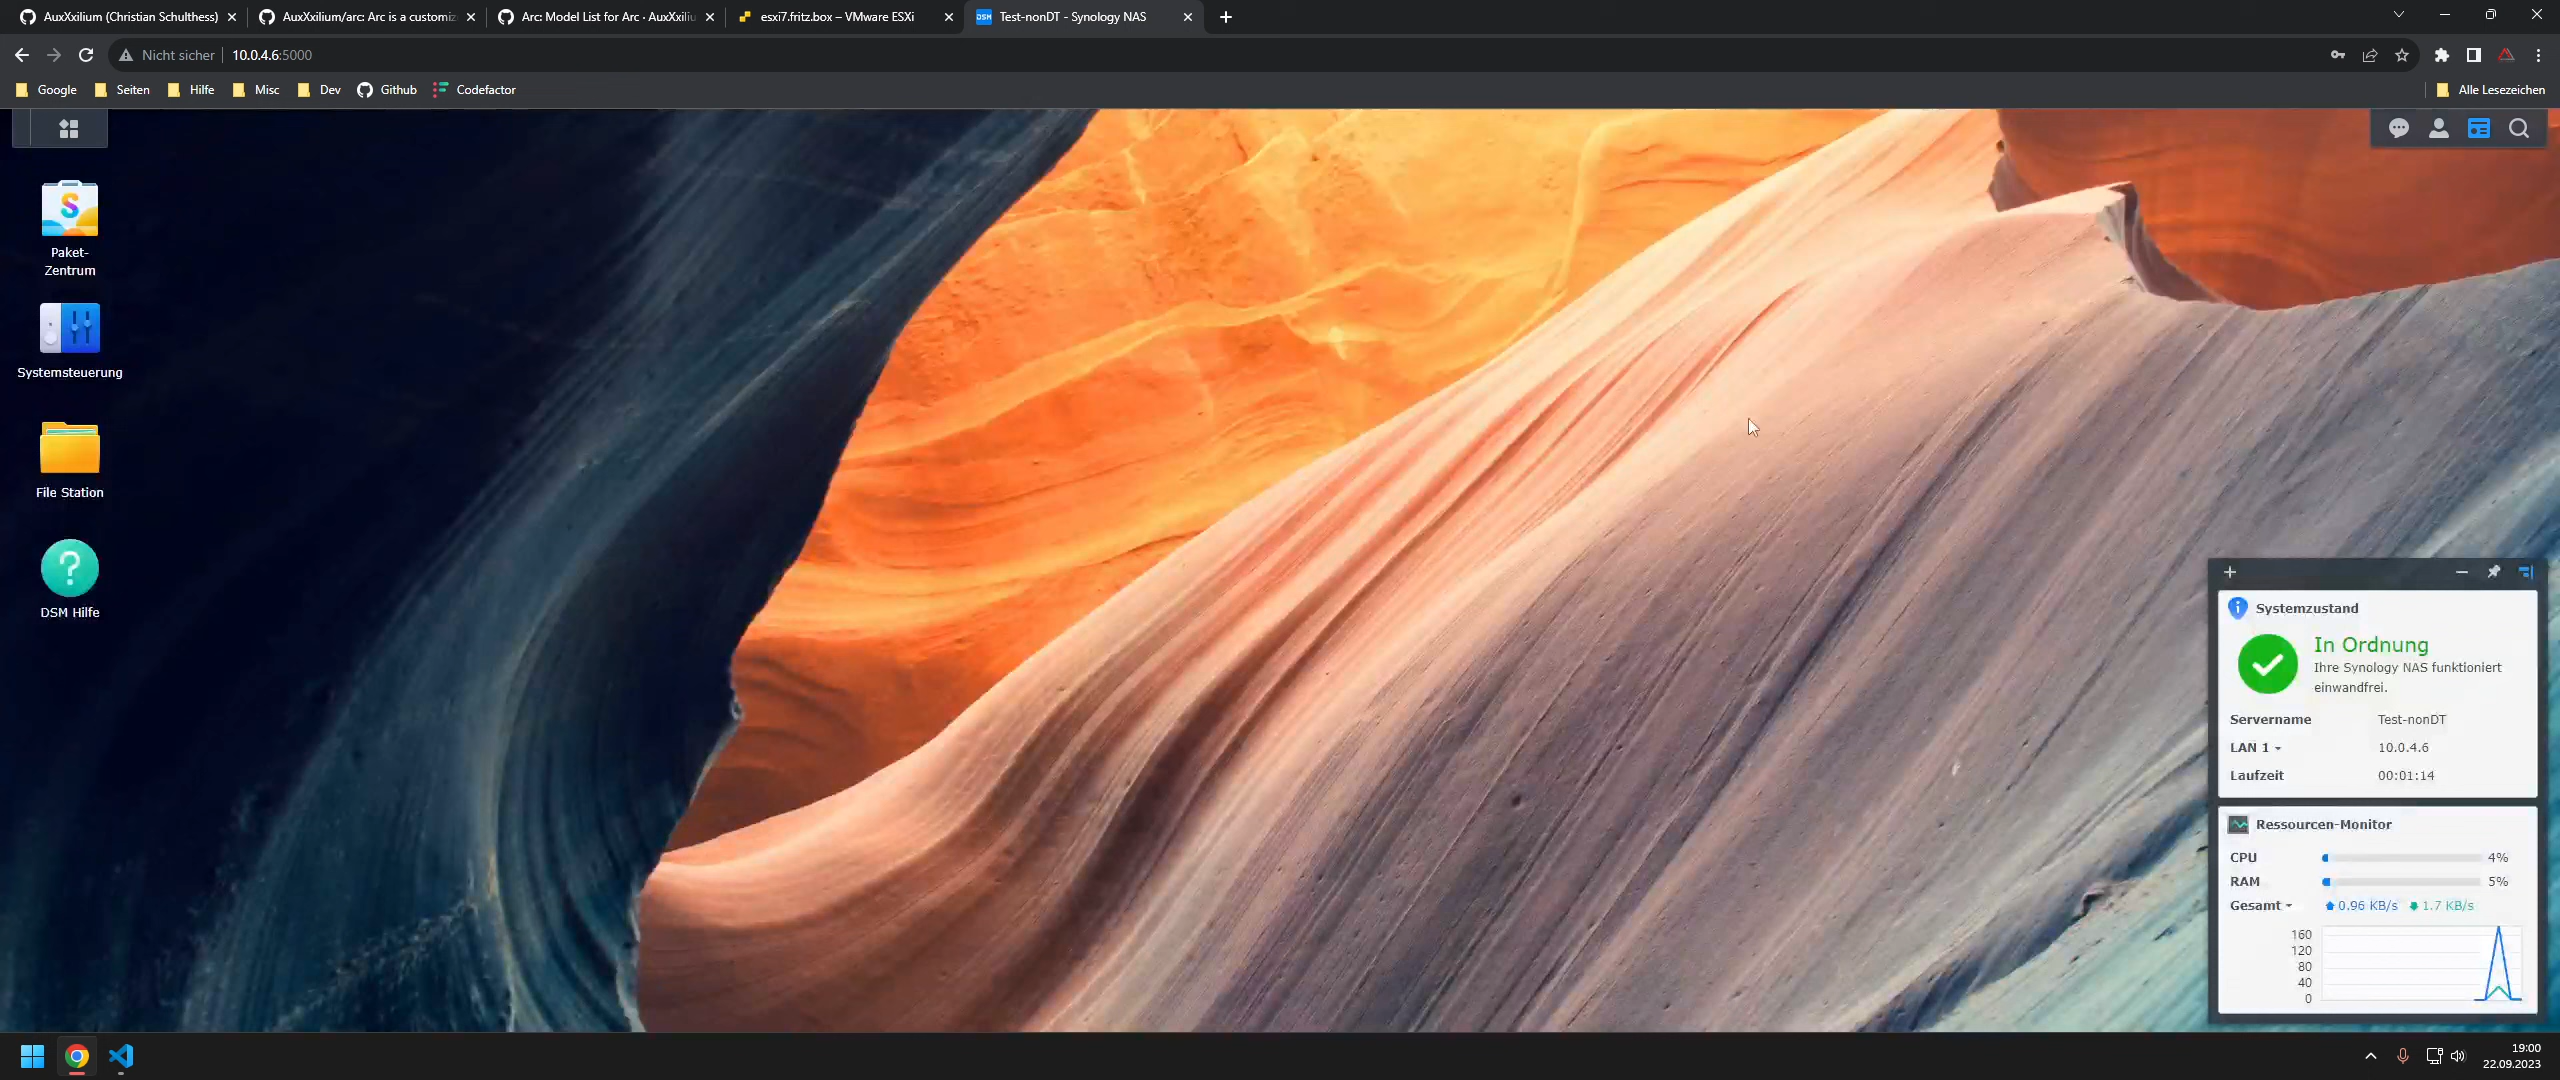 AuxXxilium (Christian Schulthess)
AuxXxilium/arc: Arc is a customiz
Arc: Model List for Arc · AuxXxiliu
esxi7.fritz.box – VMware ESXi
DSM
Test-nonDT - Synology NAS
Nicht sicher
10.0.4.6:5000
Google
Seiten
Hilfe
Misc
Dev
Github
Codefactor
Alle Lesezeichen
Paket-
Zentrum
Systemsteuerung
File Station
DSM Hilfe
Systemzustand
In Ordnung
Ihre Synology NAS funktioniert
einwandfrei.
Servername Test-nonDT
LAN 1 10.0.4.6
Laufzeit 00:01:14
Ressourcen-Monitor
CPU 4%
RAM 5%
Gesamt 0.96 KB/s 1.7 KB/s
160
120
80
40
0
19:00
22.09.2023